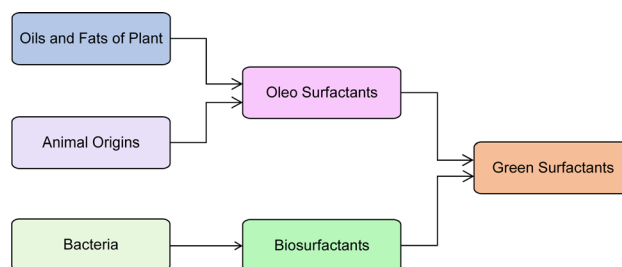 Oils and Fats of Plant
Oleo Surfactants
Animal Origins
Green Surfactants
Bacteria
Biosurfactants